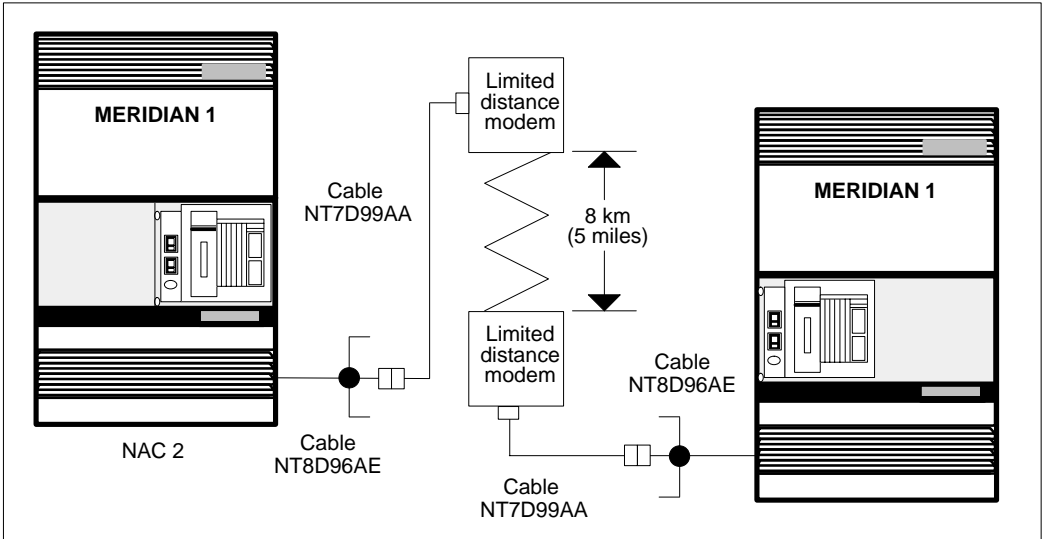 MERIDIAN 1
NAC 2
Cable
NT8D96AE
Cable
NT7D99AA
Limited
distance
modem
8 km
(5 miles)
Limited
distance
modem
Cable
NT7D99AA
Cable
NT8D96AE
MERIDIAN 1